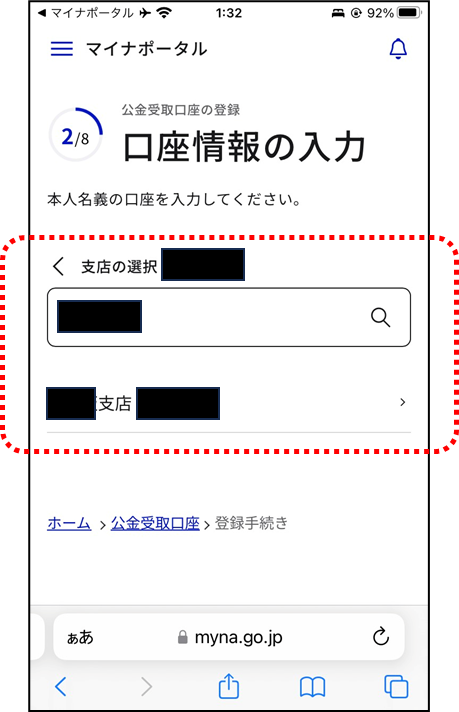 マイナポータル 1:32 92%
マイナポータル
公金受取口座の登録
2/8
口座情報の入力
本人名義の口座を入力してください。
支店の選択
支店
ホーム > 公金受取口座 > 登録手続き
ぁあ myna.go.jp